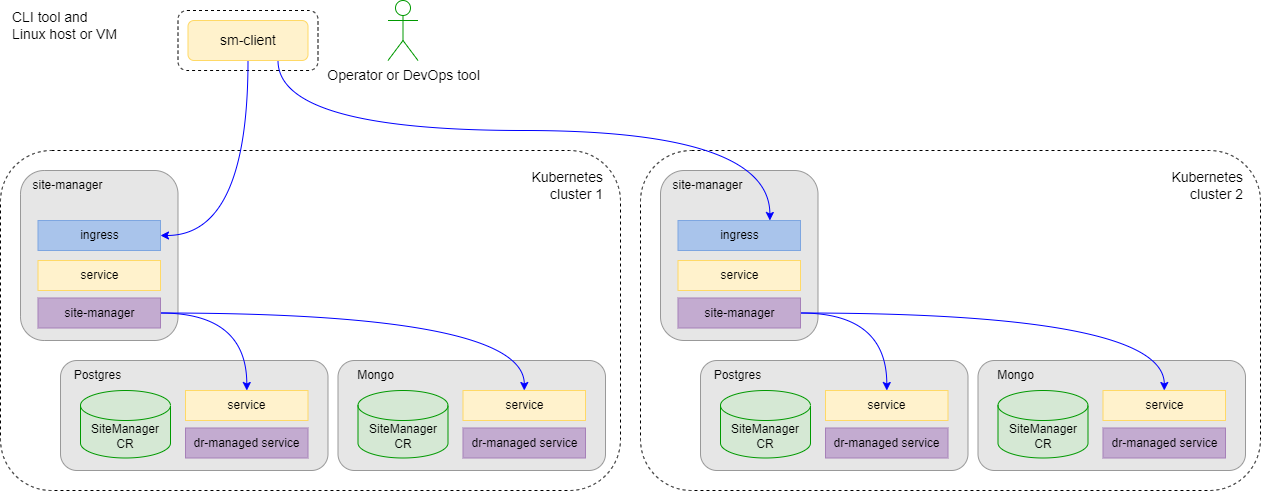 CLI tool and
Linux host or VM
sm-client
Operator or DevOps tool
Kubernetes
cluster 1
site-manager
ingress
service
site-manager
Postgres
SiteManager
CR
service
dr-managed service
Mongo
SiteManager
CR
service
dr-managed service
Kubernetes
cluster 2
site-manager
ingress
service
site-manager
Postgres
SiteManager
CR
service
dr-managed service
Mongo
SiteManager
CR
service
dr-managed service